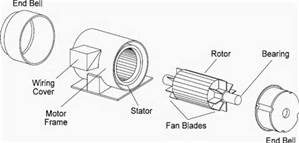 End Bell
Wiring
Cover
Motor
Frame
Stator
Rotor
Bearing
Fan Blades
End Bell